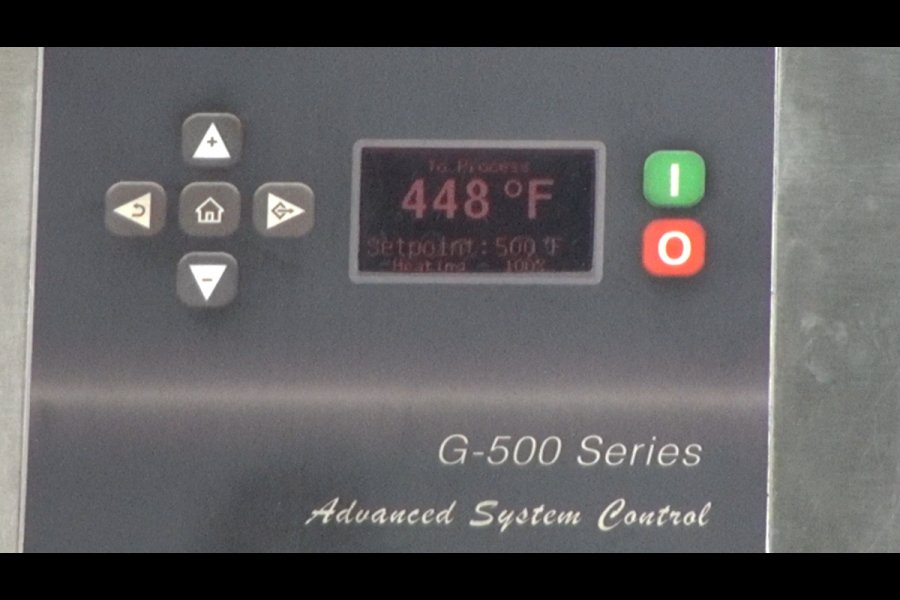 To Process
448 °F
Setpoint: 500 °F
Heating - 100%
I
O
+
-
G-500 Series
Advanced System Control